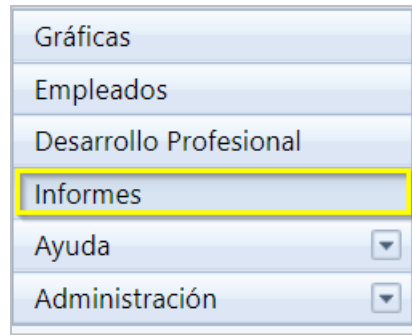 Gráficas
Empleados
Desarrollo Profesional
Informes
Ayuda
Administración